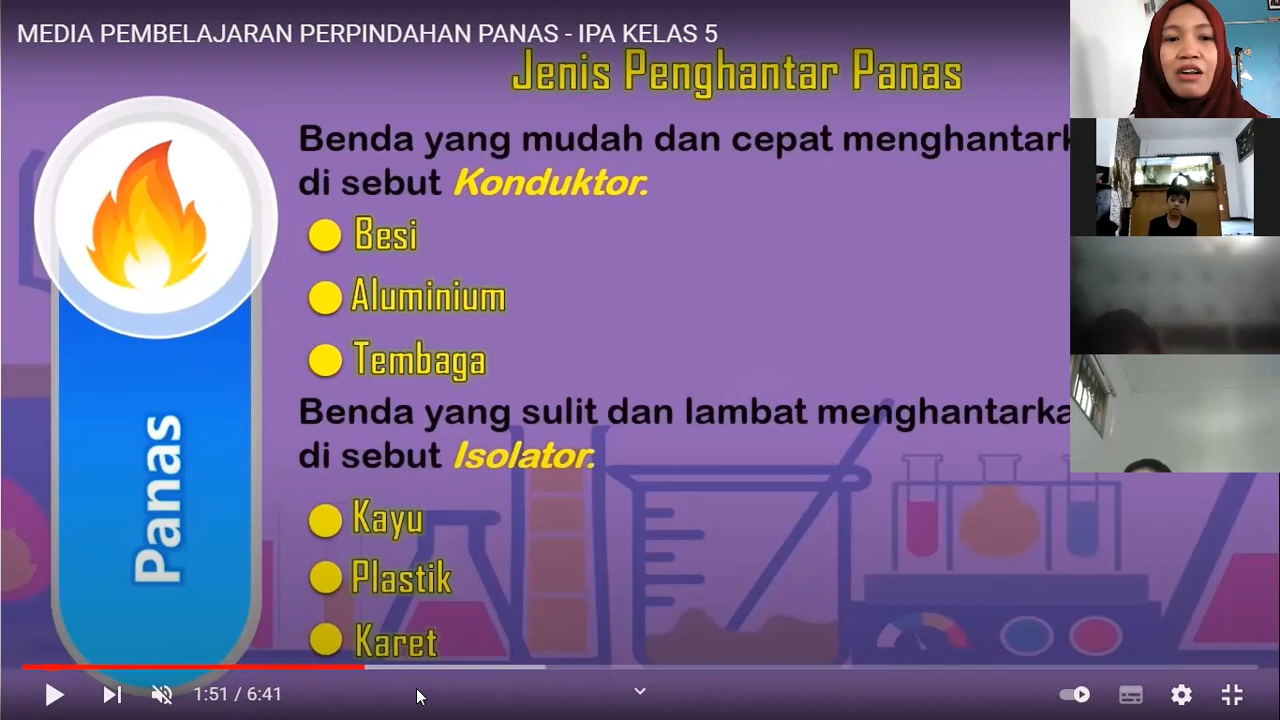 MEDIA PEMBELAJARAN PERPINDAHAN PANAS - IPA KELAS 5
Jenis Penghantar Panas
Benda yang mudah dan cepat menghantark
di sebut Konduktor.
Besi
Aluminium
Tembaga
Benda yang sulit dan lambat menghantarka
di sebut Isolator.
Kayu
Plastik
Karet
Panas
1:51 / 6:41